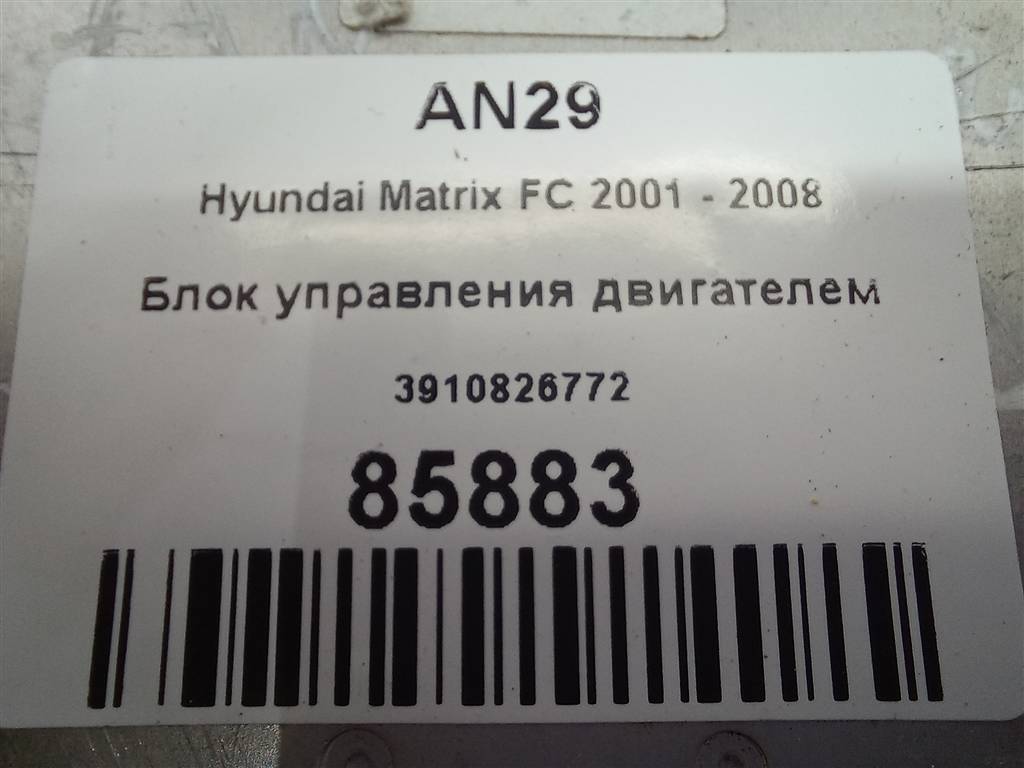 AN29
Hyundai Matrix FC 2001 - 2008
Блок управления двигателем
3910826772
85883